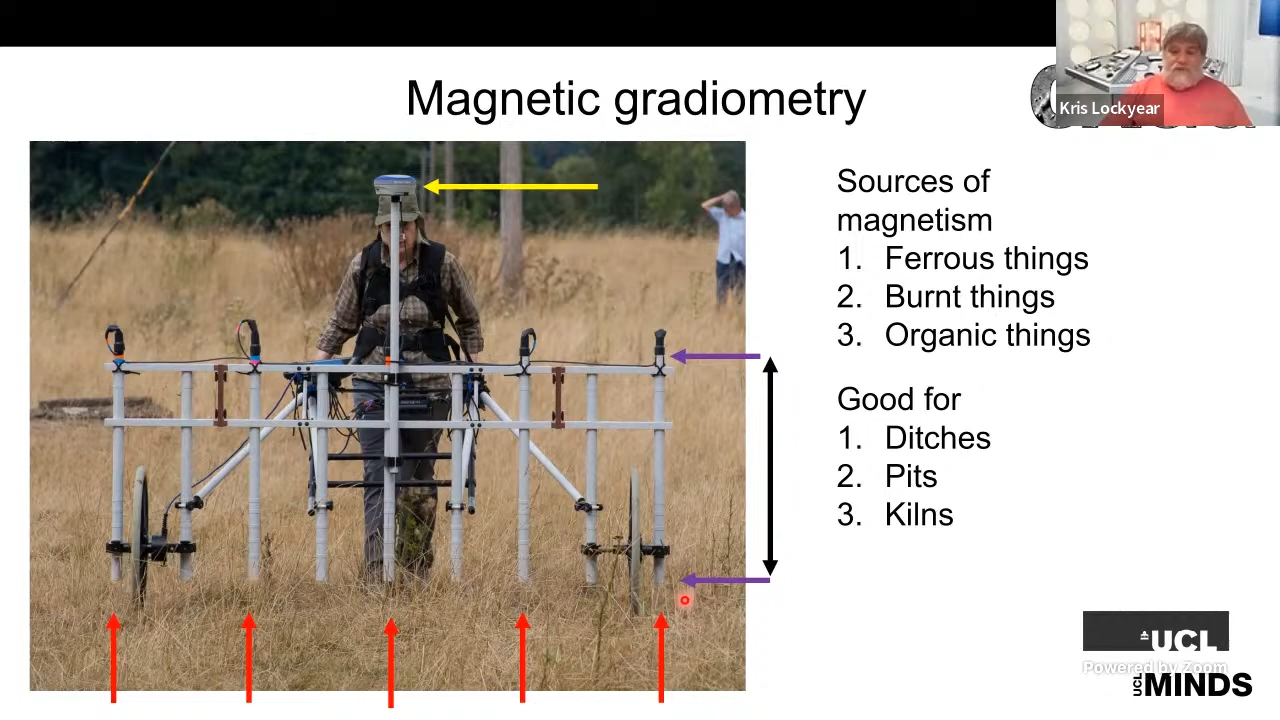 Magnetic gradiometry
Kris Lockyear
Sources of
magnetism
1. Ferrous things
2. Burnt things
3. Organic things
Good for
1. Ditches
2. Pits
3. Kilns
UCL
Powered by Zoom
UCL MINDS